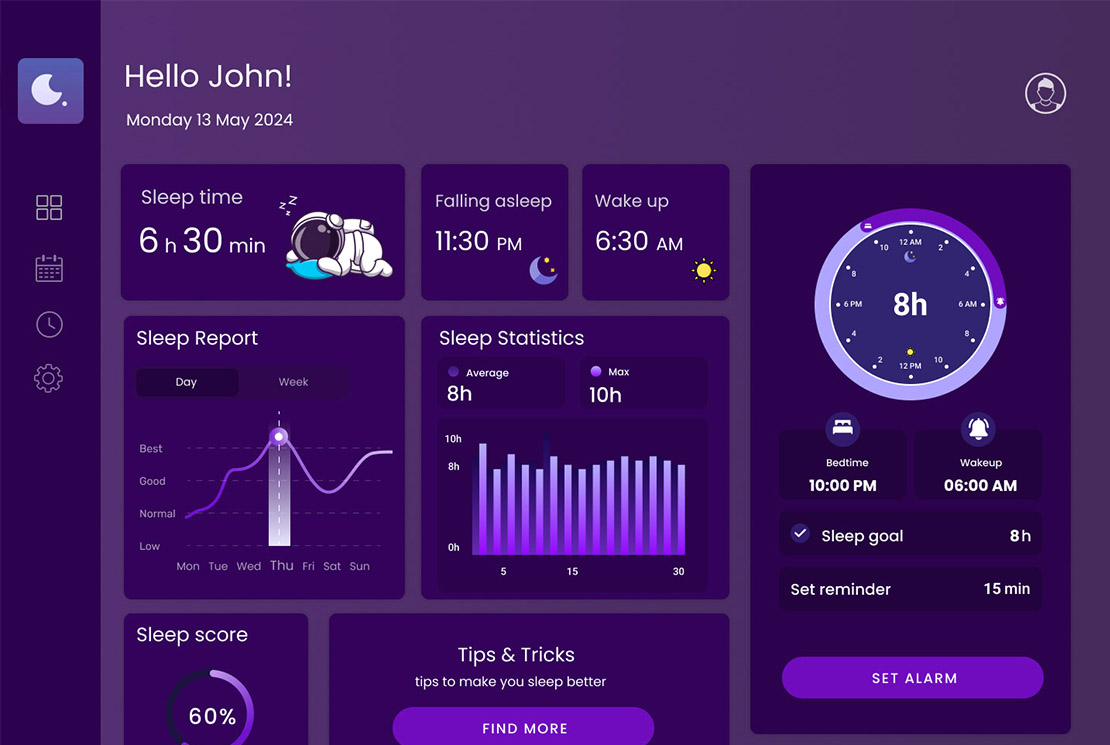 Hello John!
Monday 13 May 2024
Sleep time
6 h 30 min
z z
z z
Falling asleep
11:30 PM
Wake up
6:30 AM
Sleep Report
Day Week
Best
Good
Normal
Low
Mon Tue Wed Thu Fri Sat Sun
Sleep Statistics
Average
8h
Max
10h
10h
8h
0h
5 15 30
12 AM
10 2
8 4
6 PM 8h 6 AM
4 8
2 10
12 PM
Bedtime
10:00 PM
Wakeup
06:00 AM
Sleep goal 8h
Set reminder 15 min
SET ALARM
Sleep score
60%
Tips & Tricks
tips to make you sleep better
FIND MORE